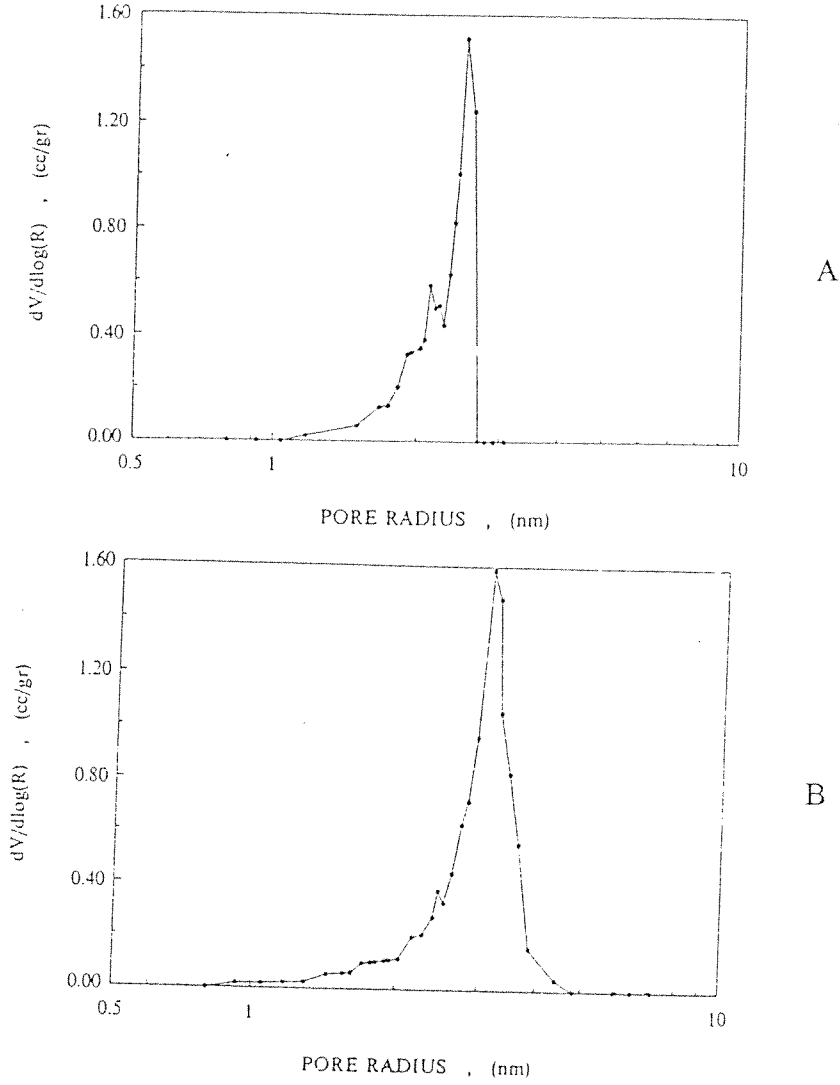 1.60
1.20
0.80
0.40
0.00
dV/dlog(R) , (cc/gr)
0.5
1
10
PORE RADIUS , (nm)
A
1.60
1.20
0.80
0.40
0.00
dV/dlog(R) , (cc/gr)
0.5
1
10
PORE RADIUS , (nm)
B